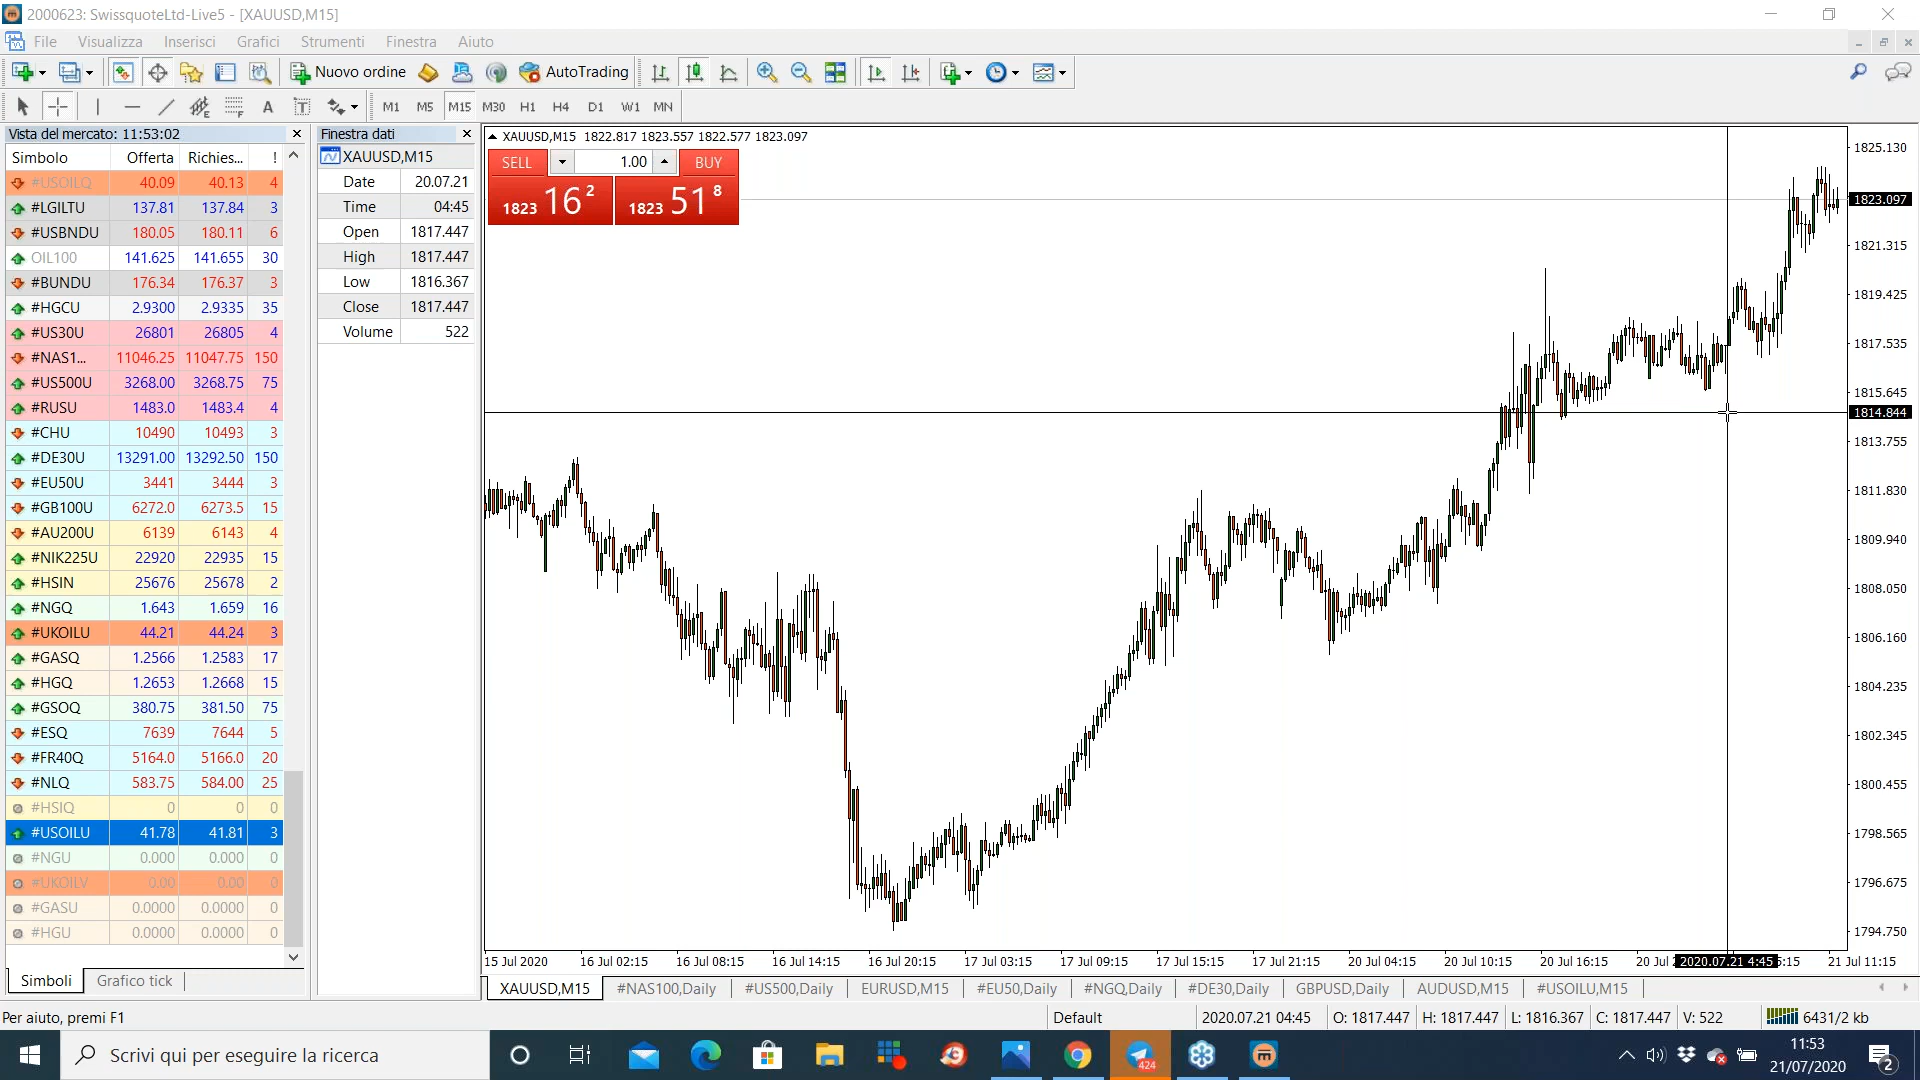 2000623: SwissquoteLtd-Live5 - [XAUUSD,M15]
File Visualizza Inserisci Grafici Strumenti Finestra Aiuto
Nuovo ordine AutoTrading
M1 M5 M15 M30 H1 H4 D1 W1 MN
Vista del mercato: 11:53:02
Simbolo Offerta Richies... !
#USOILQ 40.09 40.13 4
#LGILTU 137.81 137.84 3
#USBNDU 180.05 180.11 6
OIL100 141.625 141.655 30
#BUNDU 176.34 176.37 3
#HGCU 2.9300 2.9335 35
#US30U 26801 26805 4
#NAS1... 11046.25 11047.75 150
#US500U 3268.00 3268.75 75
#RUSU 1483.0 1483.4 4
#CHU 10490 10493 3
#DE30U 13291.00 13292.50 150
#EU50U 3441 3444 3
#GB100U 6272.0 6273.5 15
#AU200U 6139 6143 4
#NIK225U 22920 22935 15
#HSIN 25676 25678 2
#NGQ 1.643 1.659 16
#UKOILU 44.21 44.24 3
#GASQ 1.2566 1.2583 17
#HGQ 1.2653 1.2668 15
#GSOQ 380.75 381.50 75
#ESQ 7639 7644 5
#FR40Q 5164.0 5166.0 20
#NLQ 583.75 584.00 25
#HSIQ 0 0 0
#USOILU 41.78 41.81 3
#NGU 0.000 0.000 0
#UKOILV 0.00 0.00 0
#GASU 0.0000 0.0000 0
#HGU 0.0000 0.0000 0
Simboli Grafico tick
Finestra dati
XAUUSD,M15
Date 20.07.21
Time 04:45
Open 1817.447
High 1817.447
Low 1816.367
Close 1817.447
Volume 522
XAUUSD,M15 1822.817 1823.557 1822.577 1823.097
SELL 1.00 BUY
1823 16 2 1823 51 8
1825.130
1823.097
1821.315
1819.425
1817.535
1815.645
1814.844
1813.755
1811.830
1809.940
1808.050
1806.160
1804.235
1802.345
1800.455
1798.565
1796.675
1794.750
15 Jul 2020 16 Jul 02:15 16 Jul 08:15 16 Jul 14:15 16 Jul 20:15 17 Jul 03:15 17 Jul 09:15 17 Jul 15:15 17 Jul 21:15 20 Jul 04:15 20 Jul 10:15 20 Jul 16:15 20 Jul 2020.07.21 4:45 5:15 21 Jul 11:15
XAUUSD,M15 #NAS100,Daily #US500,Daily EURUSD,M15 #EU50,Daily #NGQ,Daily #DE30,Daily GBPUSD,Daily AUDUSD,M15 #USOILU,M15
Per aiuto, premi F1 Default 2020.07.21 04:45 O: 1817.447 H: 1817.447 L: 1816.367 C: 1817.447 V: 522 6431/2 kb
Scrivi qui per eseguire la ricerca
424
11:53
21/07/2020
2